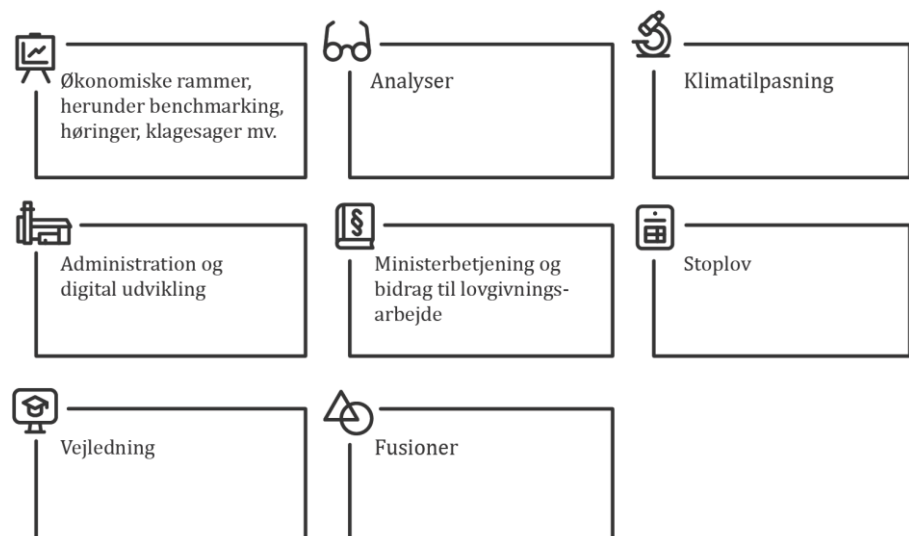 Økonomiske rammer,
herunder benchmarking,
høringer, klagesager mv.
Analyser
Klimatilpasning
Administration og
digital udvikling
§
Ministerbetjening og
bidrag til lovgivnings-
arbejde
Stoplov
Vejledning
Fusioner